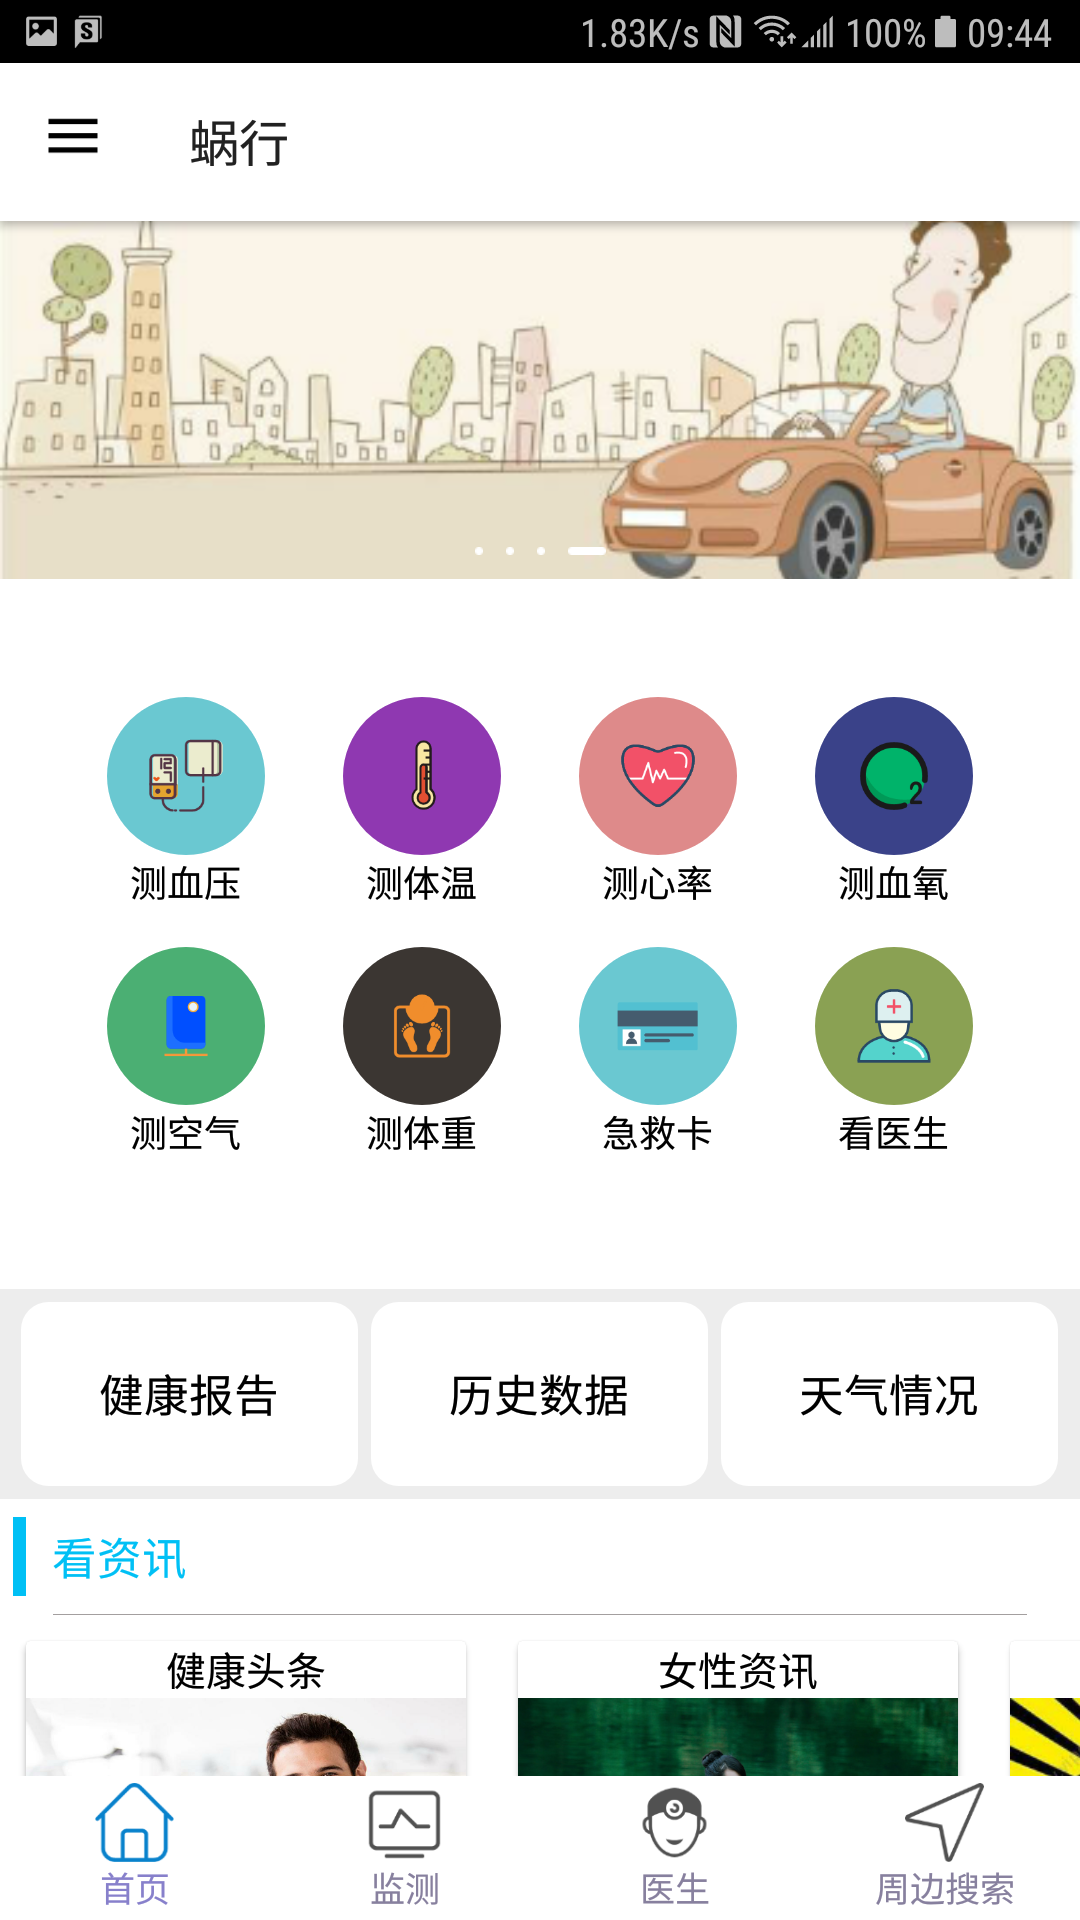 1.83K/s 100% 09:44
蜗行
测血压 测体温 测心率 测血氧
测空气 测体重 急救卡 看医生
健康报告 历史数据 天气情况
看资讯
健康头条 女性资讯
首页 监测 医生 周边搜索